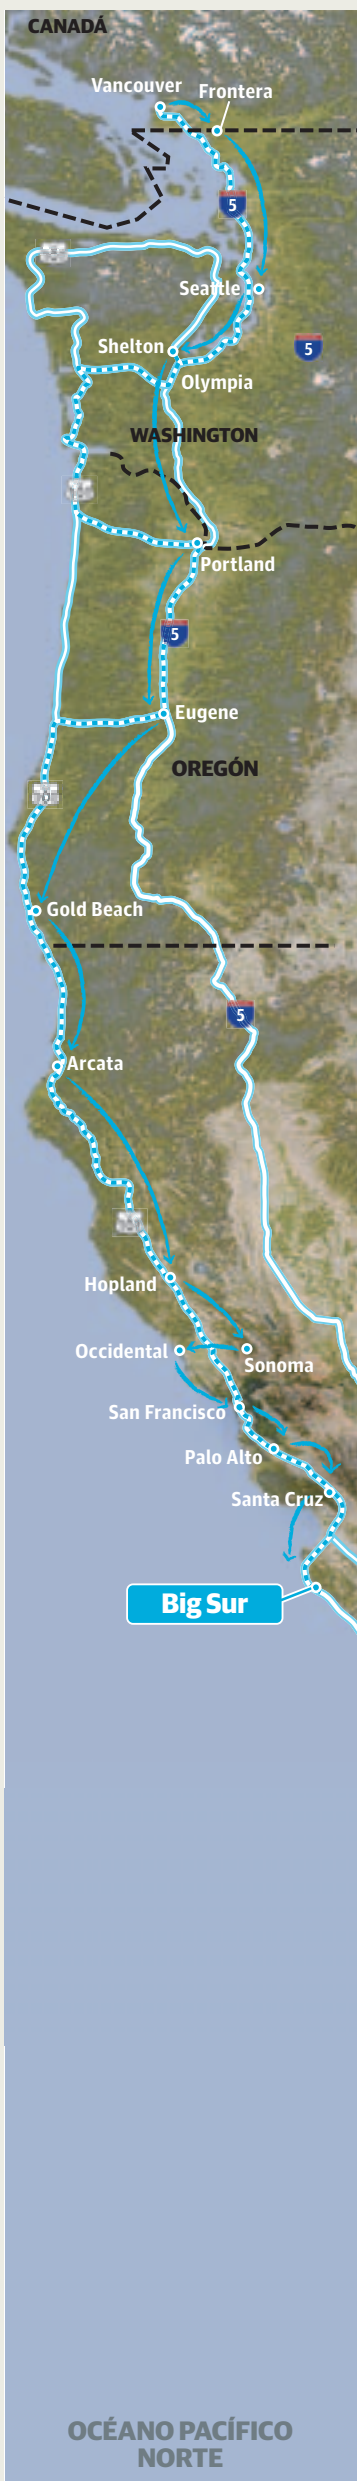 CANADÁ
Vancouver
Frontera
5
Seattle
Shelton
5
Olympia
WASHINGTON
Portland
5
Eugene
OREGÓN
Gold Beach
5
Arcata
Hopland
Occidental
Sonoma
San Francisco
Palo Alto
Santa Cruz
Big Sur
OCÉANO PACÍFICO
NORTE